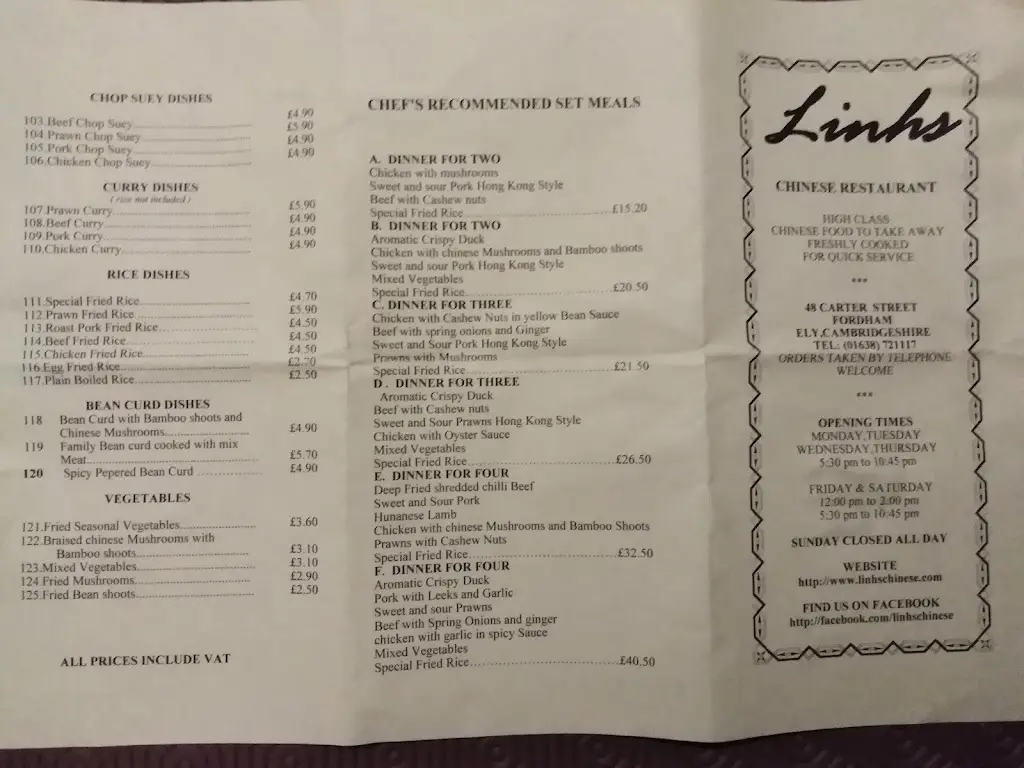 CHOP SUEY DISHES
103.Beef Chop Suey £4.90
104.Prawn Chop Suey £5.90
105.Pork Chop Suey £4.90
106.Chicken Chop Suey £4.90
CURRY DISHES
( rice not included )
107.Prawn Curry £5.90
108.Beef Curry £4.90
109.Pork Curry £4.90
110.Chicken Curry £4.90
RICE DISHES
111.Special Fried Rice £4.70
112 Prawn Fried Rice £5.90
113.Roast Pork Fried Rice £4.50
114.Beef Fried Rice £4.50
115.Chicken Fried Rice £4.50
116.Egg Fried Rice £2.70
117.Plain Boiled Rice £2.50
BEAN CURD DISHES
118 Bean Curd with Bamboo shoots and
Chinese Mushrooms £4.90
119 Family Bean curd cooked with mix
Meat £5.70
120 Spicy Pepered Bean Curd £4.90
VEGETABLES
121.Fried Seasonal Vegetables £3.60
122.Braised chinese Mushrooms with
Bamboo shoots £3.10
123.Mixed Vegetables £3.10
124 Fried Mushrooms £2.90
125.Fried Bean shoots £2.50
ALL PRICES INCLUDE VAT
CHEF'S RECOMMENDED SET MEALS
A. DINNER FOR TWO
Chicken with mushrooms
Sweet and sour Pork Hong Kong Style
Beef with Cashew nuts
Special Fried Rice £15.20
B. DINNER FOR TWO
Aromatic Crispy Duck
Chicken with chinese Mushrooms and Bamboo shoots
Sweet and sour Pork Hong Kong Style
Mixed Vegetables
Special Fried Rice £20.50
C. DINNER FOR THREE
Chicken with Cashew Nuts in yellow Bean Sauce
Beef with spring onions and Ginger
Sweet and Sour Pork Hong Kong Style
Prawns with Mushrooms
Special Fried Rice £21.50
D . DINNER FOR THREE
Aromatic Crispy Duck
Beef with Cashew nuts
Sweet and Sour Prawns Hong Kong Style
Chicken with Oyster Sauce
Mixed Vegetables
Special Fried Rice £26.50
E. DINNER FOR FOUR
Deep Fried shredded chilli Beef
Sweet and Sour Pork
Hunanese Lamb
Chicken with chinese Mushrooms and Bamboo Shoots
Prawns with Cashew Nuts
Special Fried Rice £32.50
F. DINNER FOR FOUR
Aromatic Crispy Duck
Pork with Leeks and Garlic
Sweet and sour Prawns
Beef with Spring Onions and ginger
chicken with garlic in spicy Sauce
Mixed Vegetables
Special Fried Rice £40.50
Linhs
CHINESE RESTAURANT
HIGH CLASS
CHINESE FOOD TO TAKE AWAY
FRESHLY COOKED
FOR QUICK SERVICE
***
48 CARTER STREET
FORDHAM
ELY,CAMBRIDGESHIRE
TEL: (01638) 721117
ORDERS TAKEN BY TELEPHONE
WELCOME
***
OPENING TIMES
MONDAY,TUESDAY
WEDNESDAY,THURSDAY
5:30 pm to 10:45 pm
FRIDAY & SATURDAY
12:00 pm to 2:00 pm
5:30 pm to 10:45 pm
SUNDAY CLOSED ALL DAY
WEBSITE
http://www.linhschinese.com
FIND US ON FACEBOOK
http://facebook.com/linhschinese